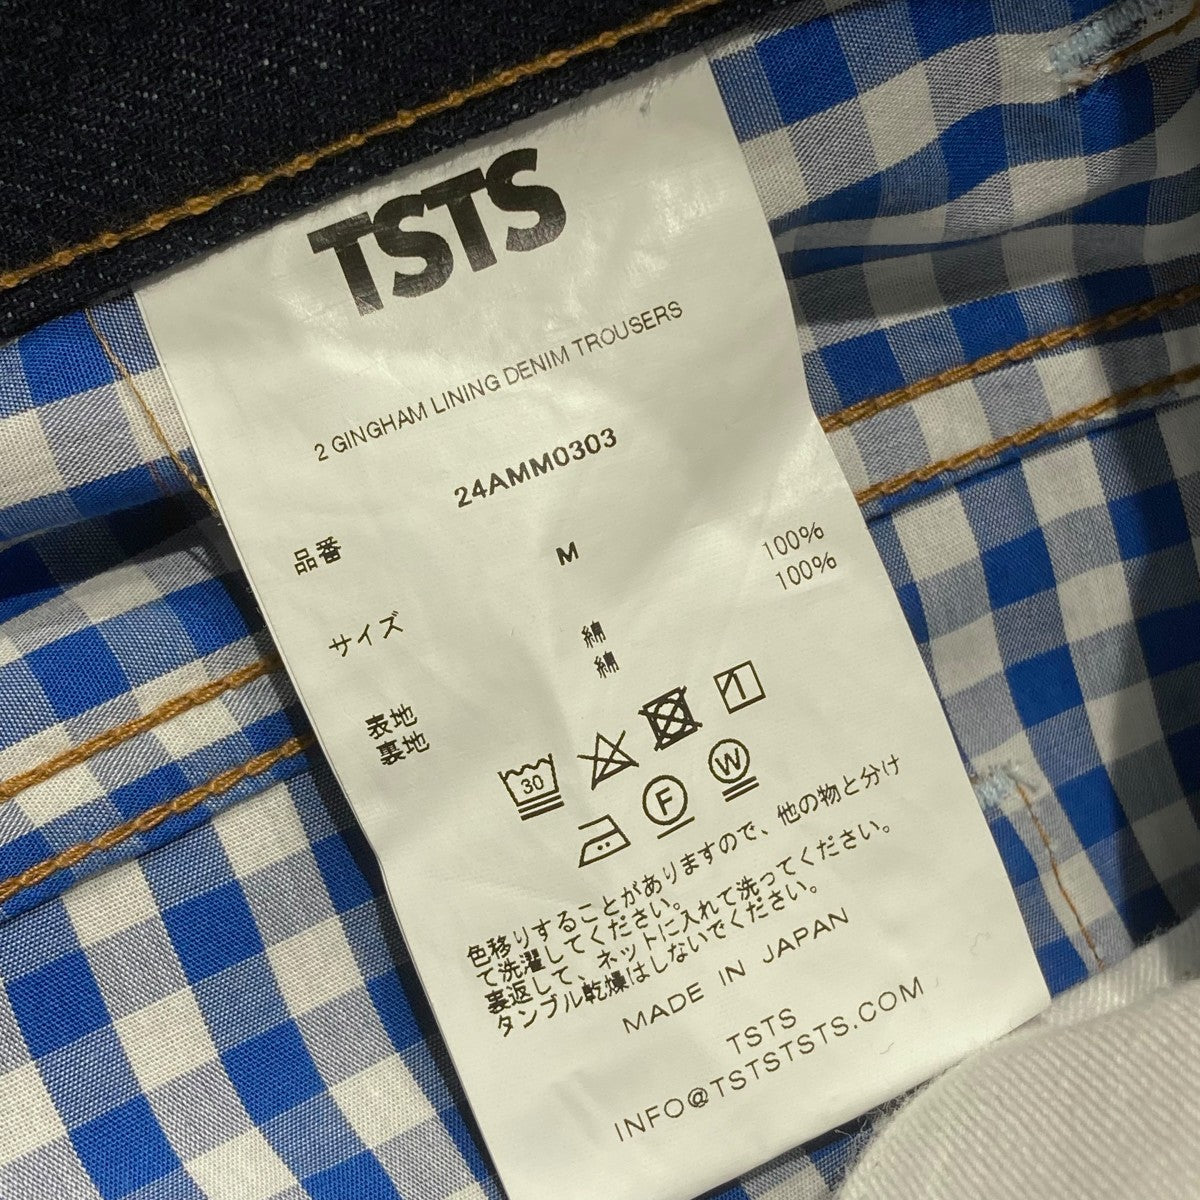 TSTS
2 GINGHAM LINING DENIM TROUSERS
品番 24AMM0303
サイズ M
表地 綿 100%
裏地 綿 100%
30
F W
色移りすることがありますので、他の物と分け
て洗濯してください。
裏返して、ネットに入れて洗ってください。
タンブル乾燥はしないでください。
MADE IN JAPAN
TSTS
INFO@TSTSTSTS.COM